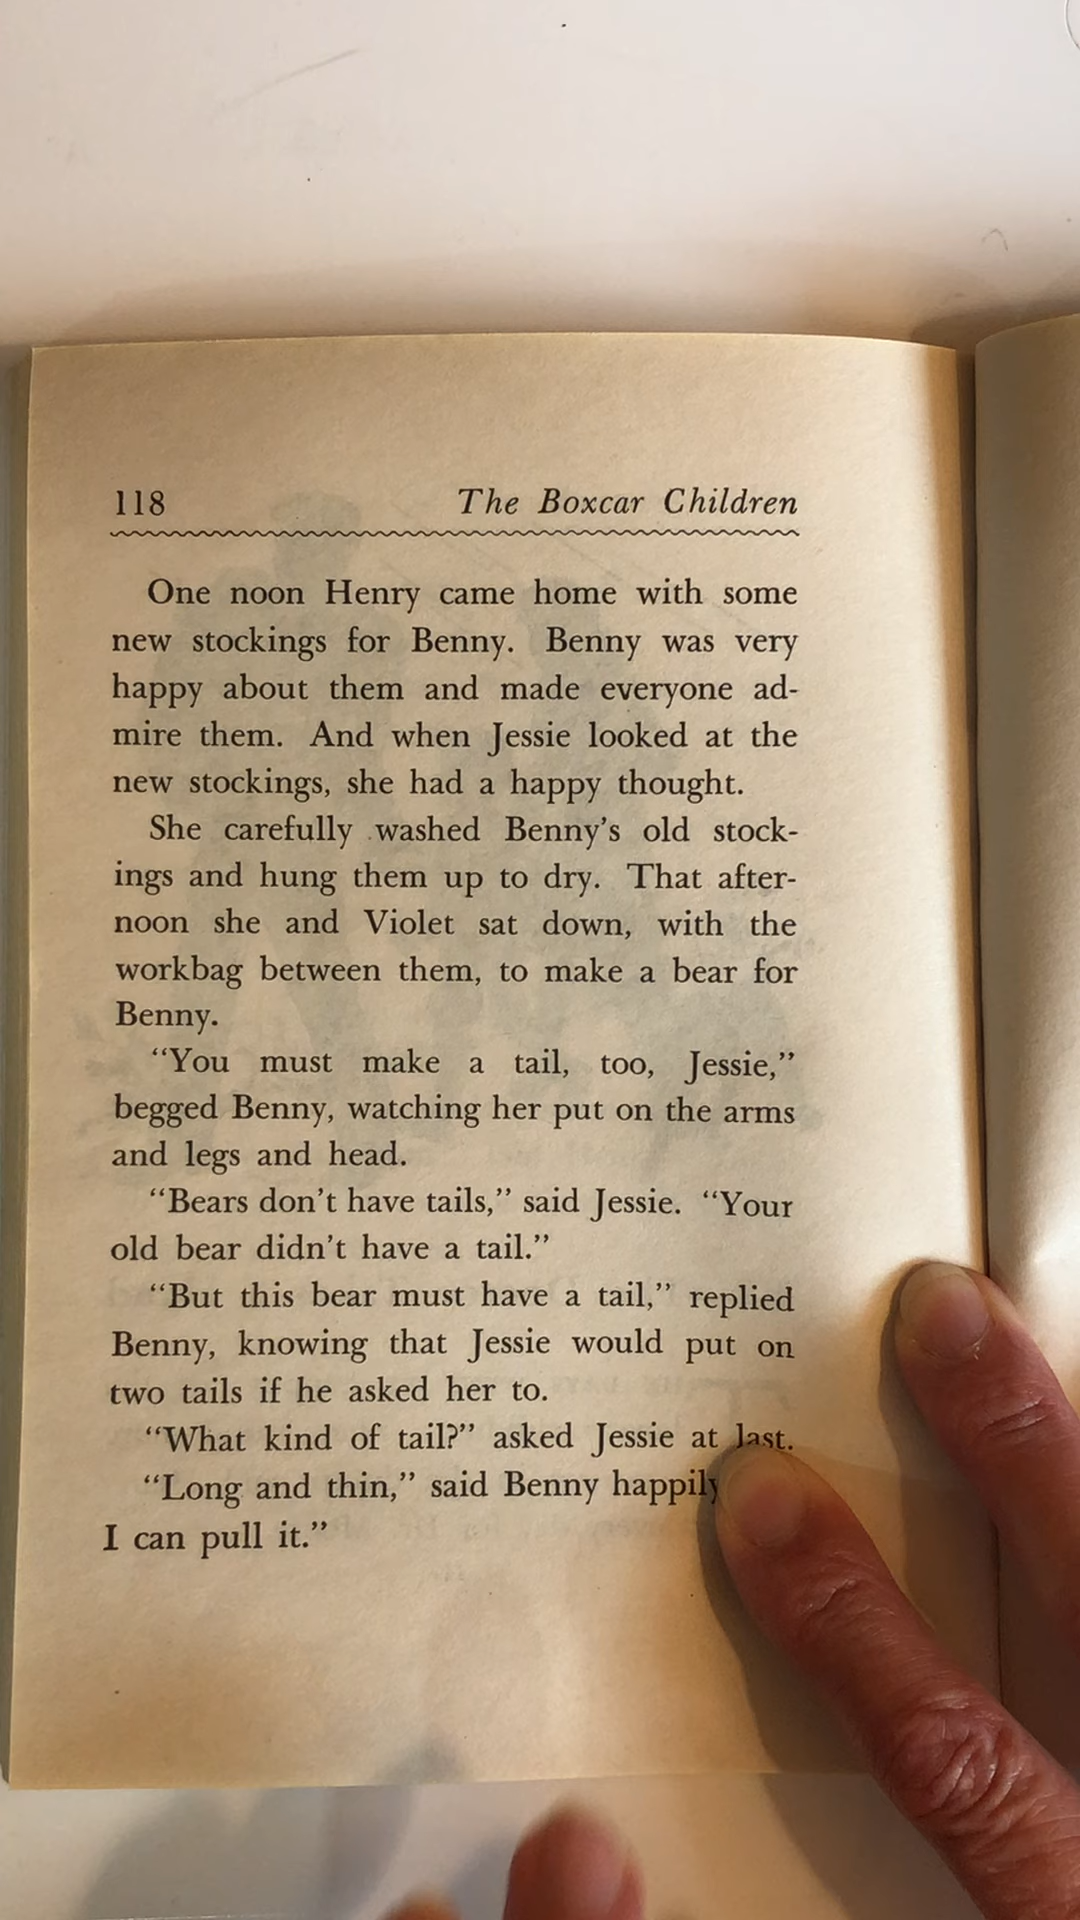 118 The Boxcar Children
One noon Henry came home with some
new stockings for Benny. Benny was very
happy about them and made everyone ad-
mire them. And when Jessie looked at the
new stockings, she had a happy thought.
She carefully washed Benny's old stock-
ings and hung them up to dry. That after-
noon she and Violet sat down, with the
workbag between them, to make a bear for
Benny.
“You must make a tail, too, Jessie,”
begged Benny, watching her put on the arms
and legs and head.
“Bears don't have tails,” said Jessie. “Your
old bear didn't have a tail.”
“But this bear must have a tail,” replied
Benny, knowing that Jessie would put on
two tails if he asked her to.
“What kind of tail?” asked Jessie at last.
“Long and thin,” said Benny happily
I can pull it.”